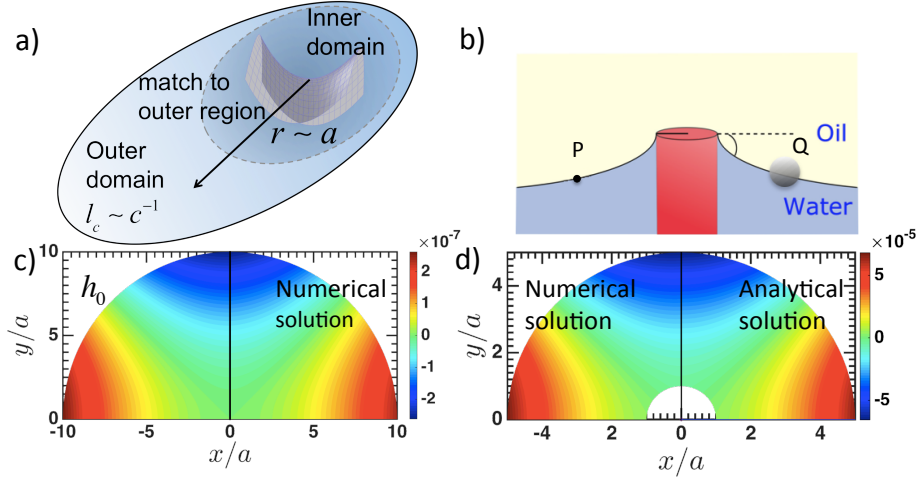 a)
Inner
domain
match to
outer region
r ~ a
Outer
domain
l_c ~ c^{-1}
b)
P
Oil
Q
Water
c)
×10^{-7}
h_0
Numerical
solution
y/a
10
5
0
-10
-5
0
5
10
x/a
2
1
0
-1
-2
d)
×10^{-5}
Numerical
solution
Analytical
solution
y/a
4
2
0
-4
-2
0
2
4
x/a
5
0
-5